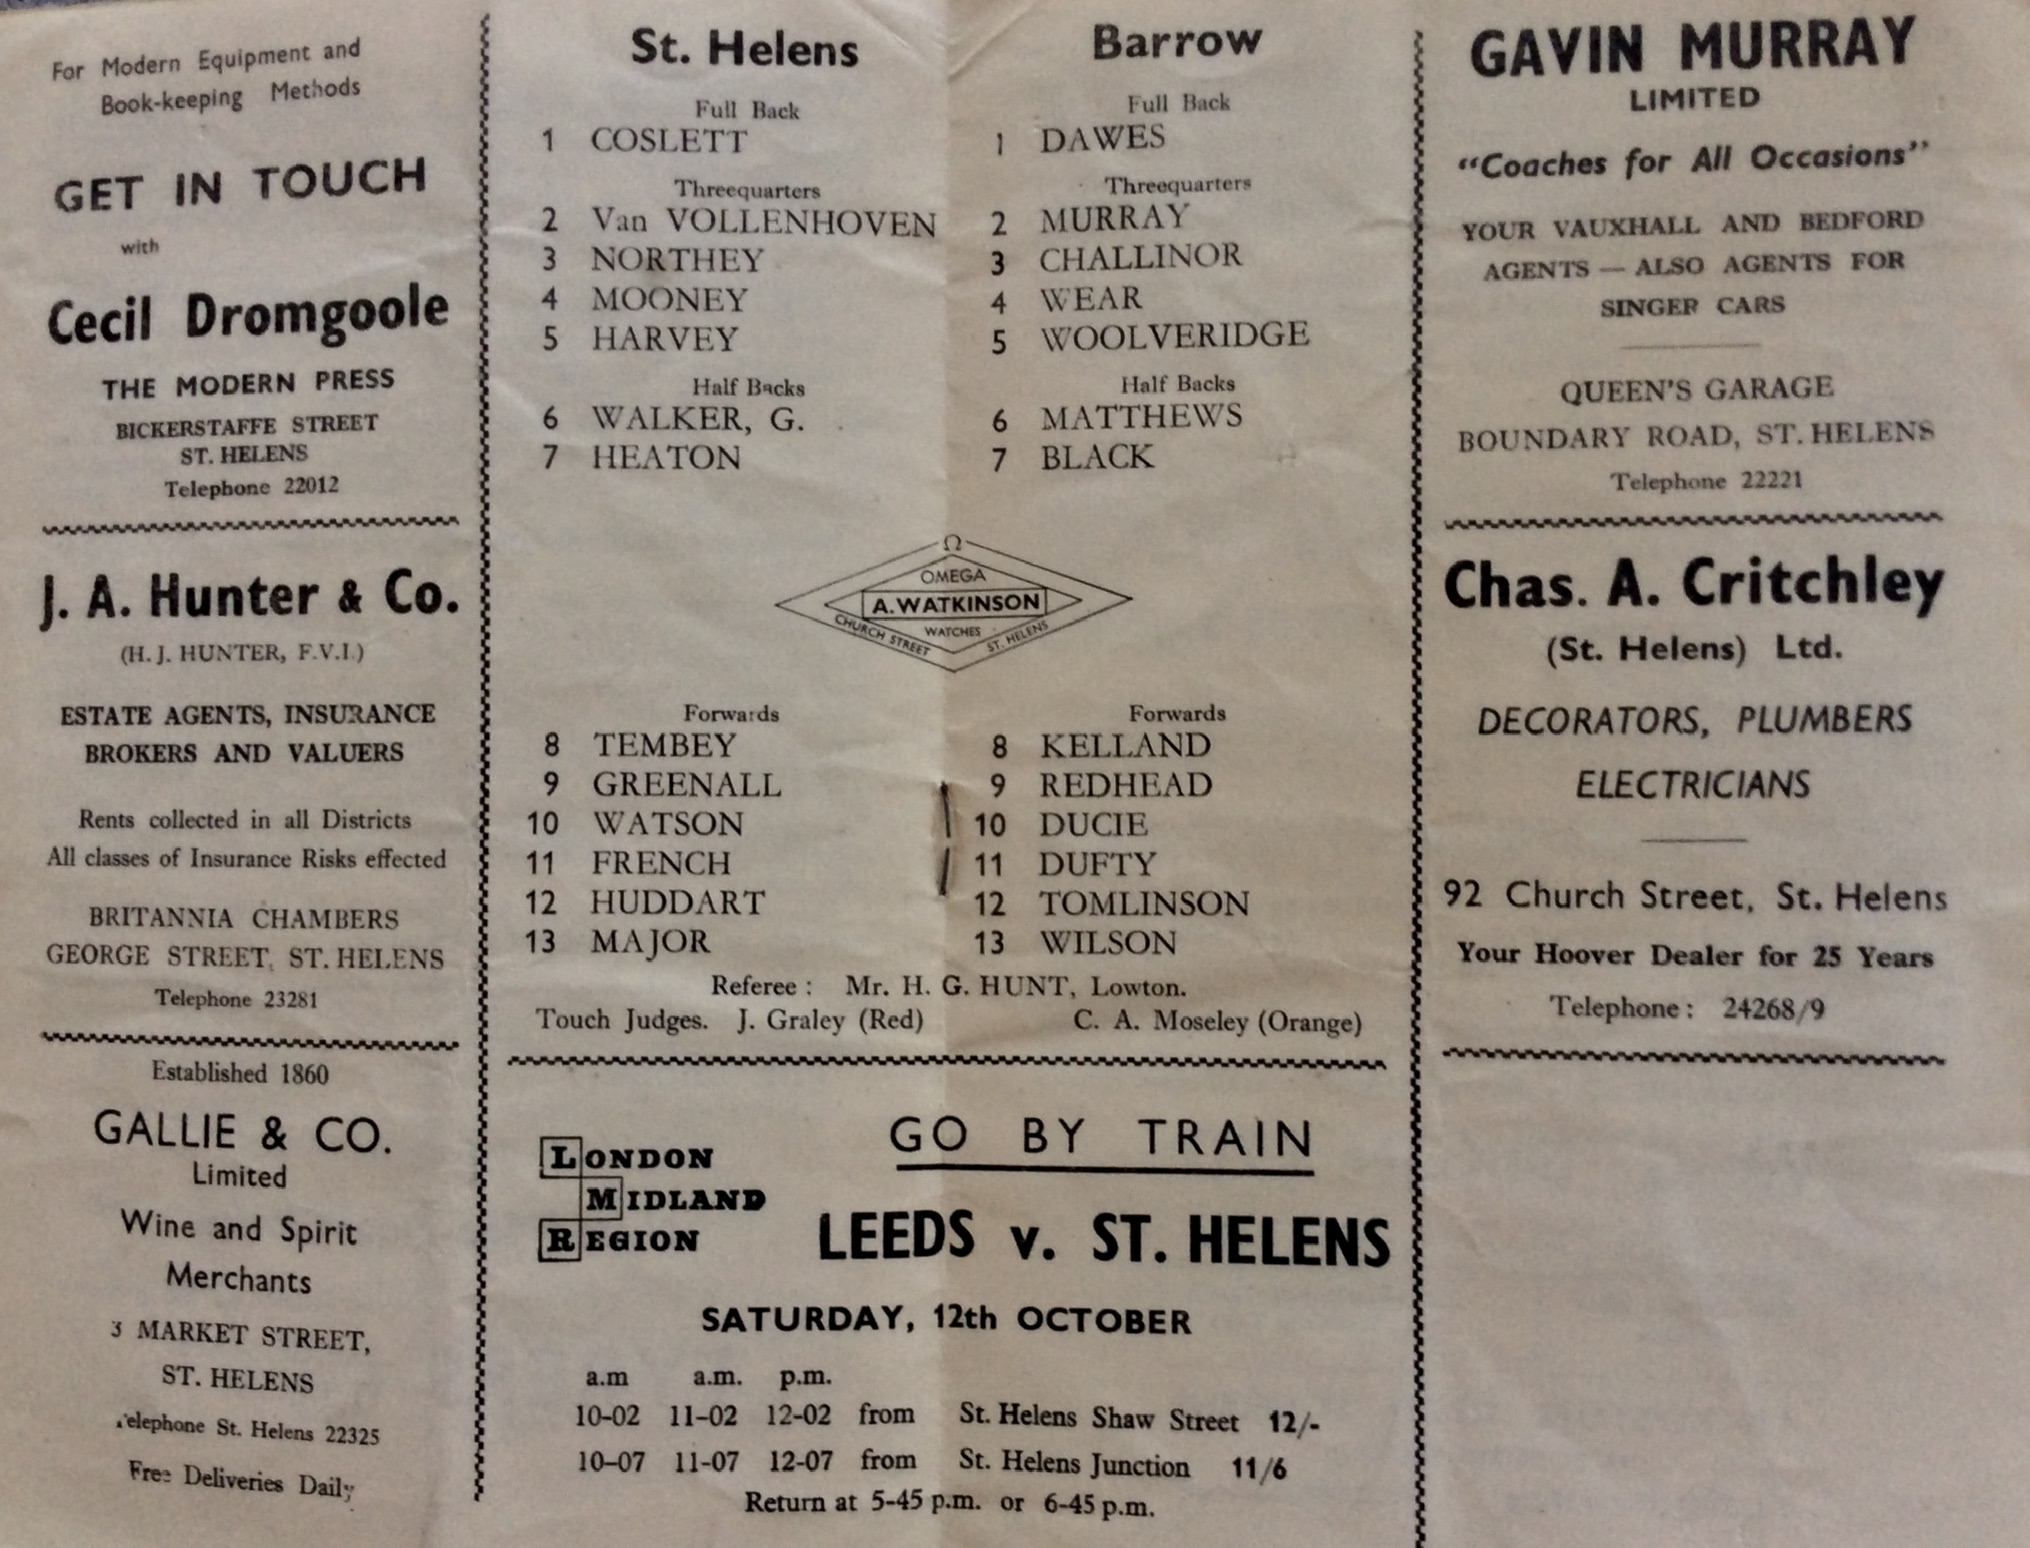 For Modern Equipment and
Book-keeping Methods
GET IN TOUCH
with
Cecil Dromgoole
THE MODERN PRESS
BICKERSTAFFE STREET
ST. HELENS
Telephone 22012
J. A. Hunter & Co.
(H. J. HUNTER, F.V.I.)
ESTATE AGENTS, INSURANCE
BROKERS AND VALUERS
Rents collected in all Districts
All classes of Insurance Risks effected
BRITANNIA CHAMBERS
GEORGE STREET, ST. HELENS
Telephone 23281
Established 1860
GALLIE & CO.
Limited
Wine and Spirit
Merchants
3 MARKET STREET,
ST. HELENS
Telephone St. Helens 22325
Free Deliveries Daily
St. Helens
Full Back
1 COSLETT
Threequarters
2 Van VOLLENHOVEN
3 NORTHEY
4 MOONEY
5 HARVEY
Half Backs
6 WALKER, G.
7 HEATON
Barrow
Full Back
1 DAWES
Threequarters
2 MURRAY
3 CHALLINOR
4 WEAR
5 WOOLVERIDGE
Half Backs
6 MATTHEWS
7 BLACK
Ω
OMEGA
A. WATKINSON
WATCHES
CHURCH STREET ST. HELENS
Forwards
8 TEMBEY
9 GREENALL
10 WATSON
11 FRENCH
12 HUDDART
13 MAJOR
Forwards
8 KELLAND
9 REDHEAD
10 DUCIE
11 DUFTY
12 TOMLINSON
13 WILSON
Referee : Mr. H. G. HUNT, Lowton.
Touch Judges. J. Graley (Red) C. A. Moseley (Orange)
LONDON
MIDLAND
REGION
GO BY TRAIN
LEEDS v. ST. HELENS
SATURDAY, 12th OCTOBER
a.m a.m. p.m.
10-02 11-02 12-02 from St. Helens Shaw Street 12/-
10-07 11-07 12-07 from St. Helens Junction 11/6
Return at 5-45 p.m. or 6-45 p.m.
GAVIN MURRAY
LIMITED
"Coaches for All Occasions"
YOUR VAUXHALL AND BEDFORD
AGENTS — ALSO AGENTS FOR
SINGER CARS
QUEEN'S GARAGE
BOUNDARY ROAD, ST. HELENS
Telephone 22221
Chas. A. Critchley
(St. Helens) Ltd.
DECORATORS, PLUMBERS
ELECTRICIANS
92 Church Street, St. Helens
Your Hoover Dealer for 25 Years
Telephone : 24268/9